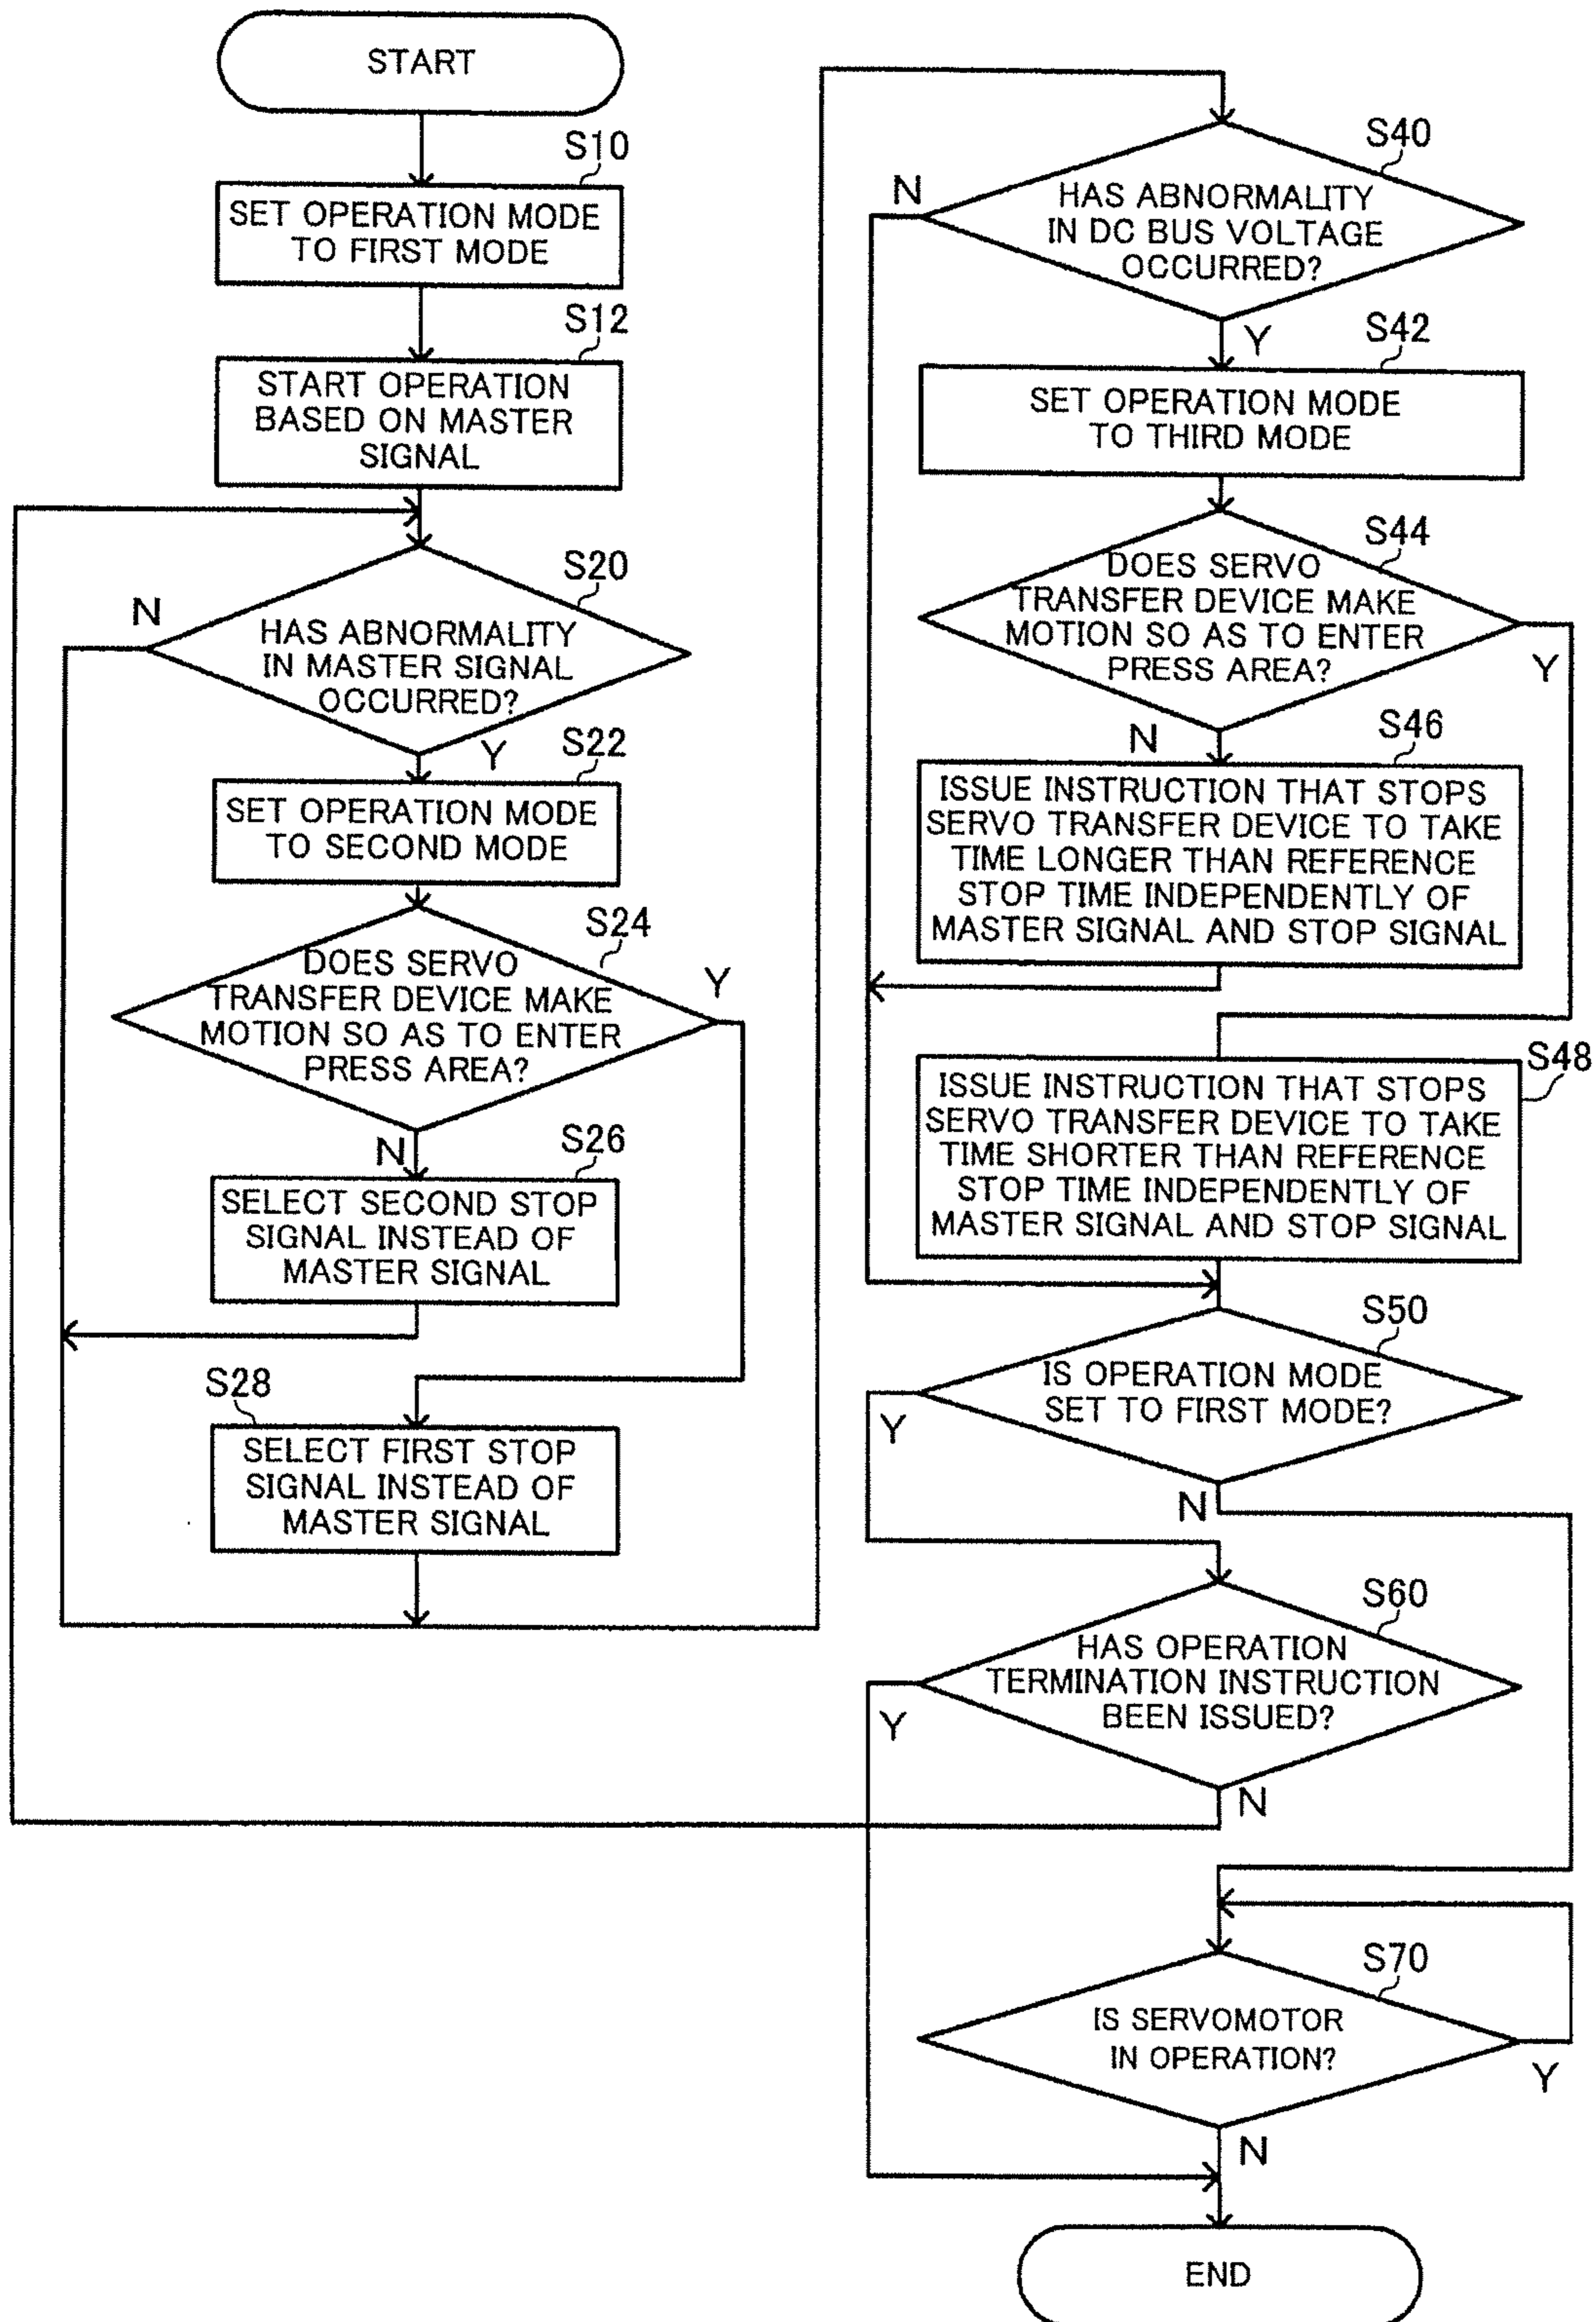 START
S10
SET OPERATION MODE
TO FIRST MODE
S12
START OPERATION
BASED ON MASTER
SIGNAL
S20
N
HAS ABNORMALITY
IN MASTER SIGNAL
OCCURRED?
Y
S22
SET OPERATION MODE
TO SECOND MODE
S24
DOES SERVO
TRANSFER DEVICE MAKE
MOTION SO AS TO ENTER
PRESS AREA?
Y
N
S26
SELECT SECOND STOP
SIGNAL INSTEAD OF
MASTER SIGNAL
S28
SELECT FIRST STOP
SIGNAL INSTEAD OF
MASTER SIGNAL
S40
N
HAS ABNORMALITY
IN DC BUS VOLTAGE
OCCURRED?
Y
S42
SET OPERATION MODE
TO THIRD MODE
S44
DOES SERVO
TRANSFER DEVICE MAKE
MOTION SO AS TO ENTER
PRESS AREA?
Y
N
S46
ISSUE INSTRUCTION THAT STOPS
SERVO TRANSFER DEVICE TO TAKE
TIME LONGER THAN REFERENCE
STOP TIME INDEPENDENTLY OF
MASTER SIGNAL AND STOP SIGNAL
S48
ISSUE INSTRUCTION THAT STOPS
SERVO TRANSFER DEVICE TO TAKE
TIME SHORTER THAN REFERENCE
STOP TIME INDEPENDENTLY OF
MASTER SIGNAL AND STOP SIGNAL
S50
IS OPERATION MODE
SET TO FIRST MODE?
Y
N
S60
HAS OPERATION
TERMINATION INSTRUCTION
BEEN ISSUED?
Y
N
S70
IS SERVOMOTOR
IN OPERATION?
Y
N
END